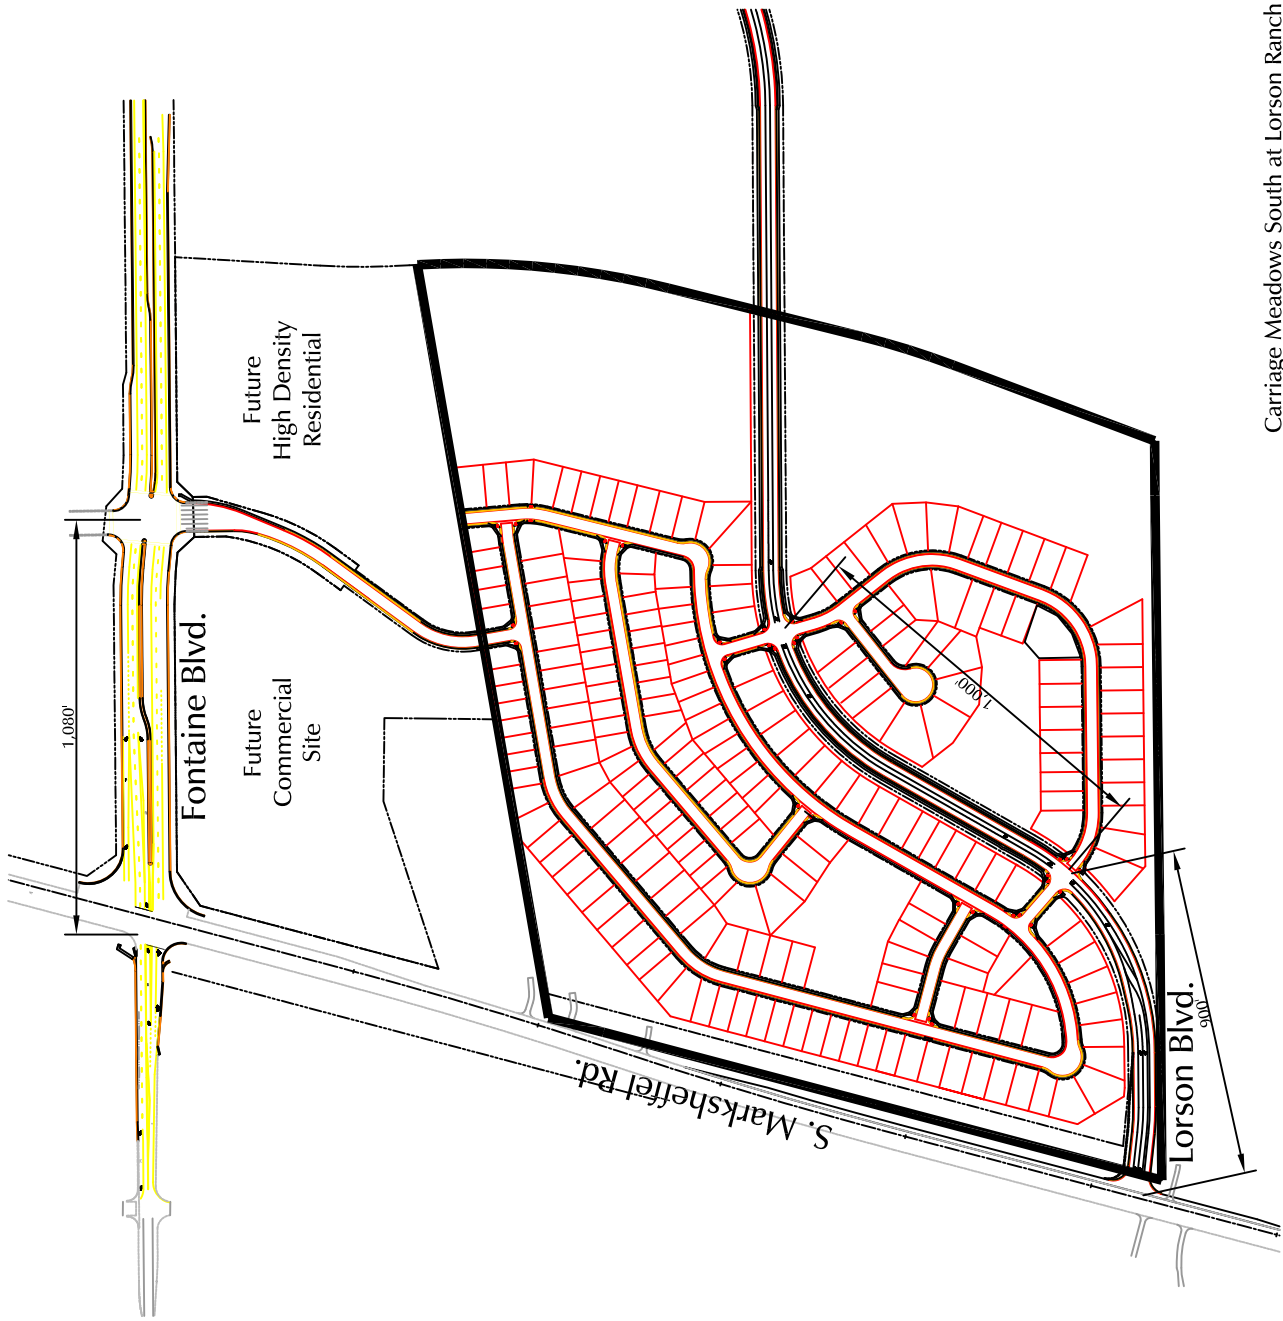 Carriage Meadows South at Lorson Ranch
Fontaine Blvd.
1,080'
Future
High Density
Residential
Future
Commercial
Site
S. Marksheffel Rd.
1,000'
Lorson Blvd.
900'